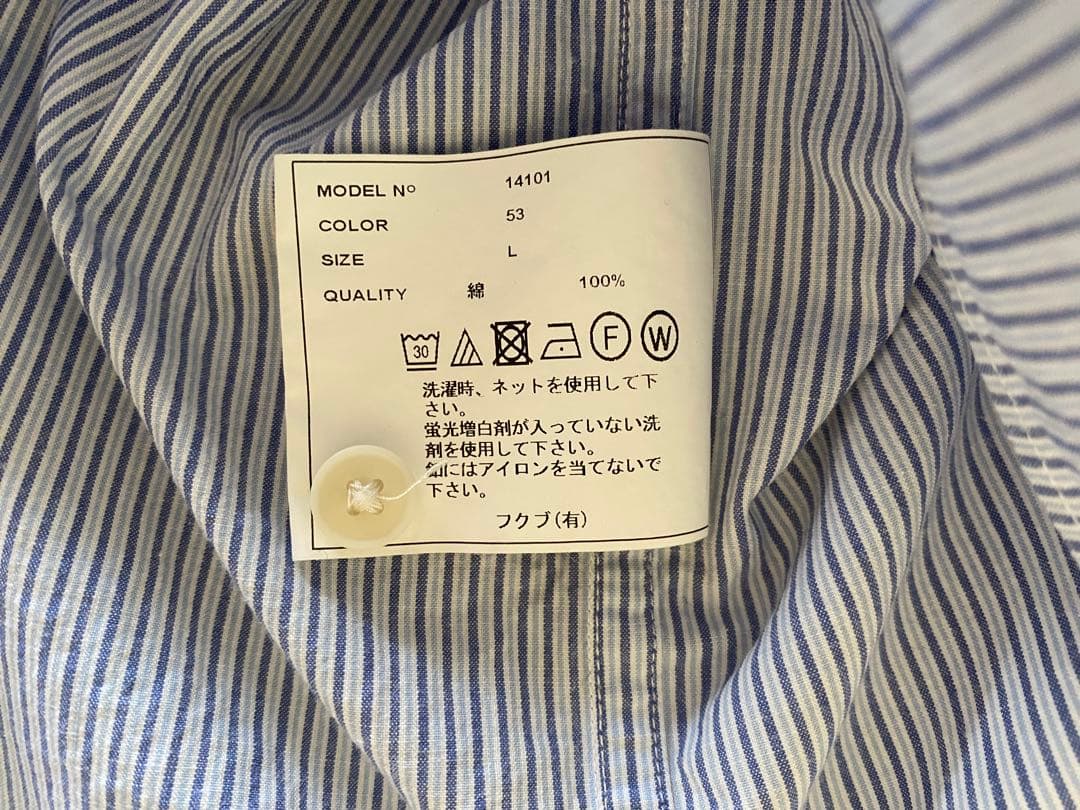 MODEL Nº 14101
COLOR 53
SIZE L
QUALITY 綿 100%
30 F W
洗濯時、ネットを使用して下
さい。
蛍光増白剤が入っていない洗
剤を使用して下さい。
釦にはアイロンを当てないで
下さい。
フクブ(有)